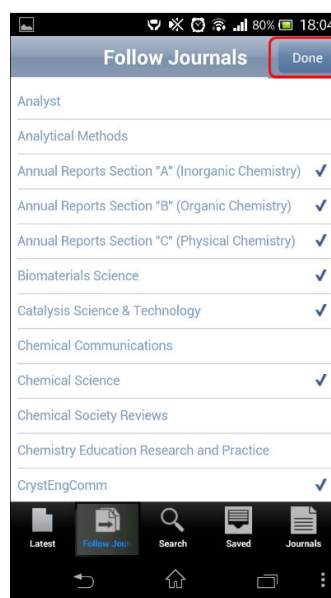 80% 18:04
Follow Journals Done
Analyst
Analytical Methods
Annual Reports Section "A" (Inorganic Chemistry)
Annual Reports Section "B" (Organic Chemistry)
Annual Reports Section "C" (Physical Chemistry)
Biomaterials Science
Catalysis Science & Technology
Chemical Communications
Chemical Science
Chemical Society Reviews
Chemistry Education Research and Practice
CrystEngComm
Latest Follow Jour Search Saved Journals